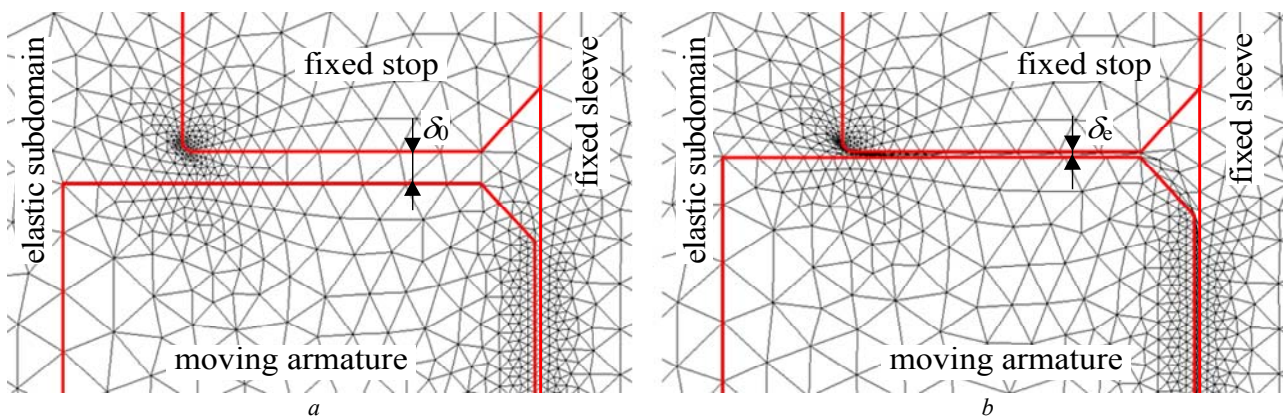 elastic subdomain
fixed stop
δ0
fixed sleeve
moving armature
a
elastic subdomain
fixed stop
δe
fixed sleeve
moving armature
b